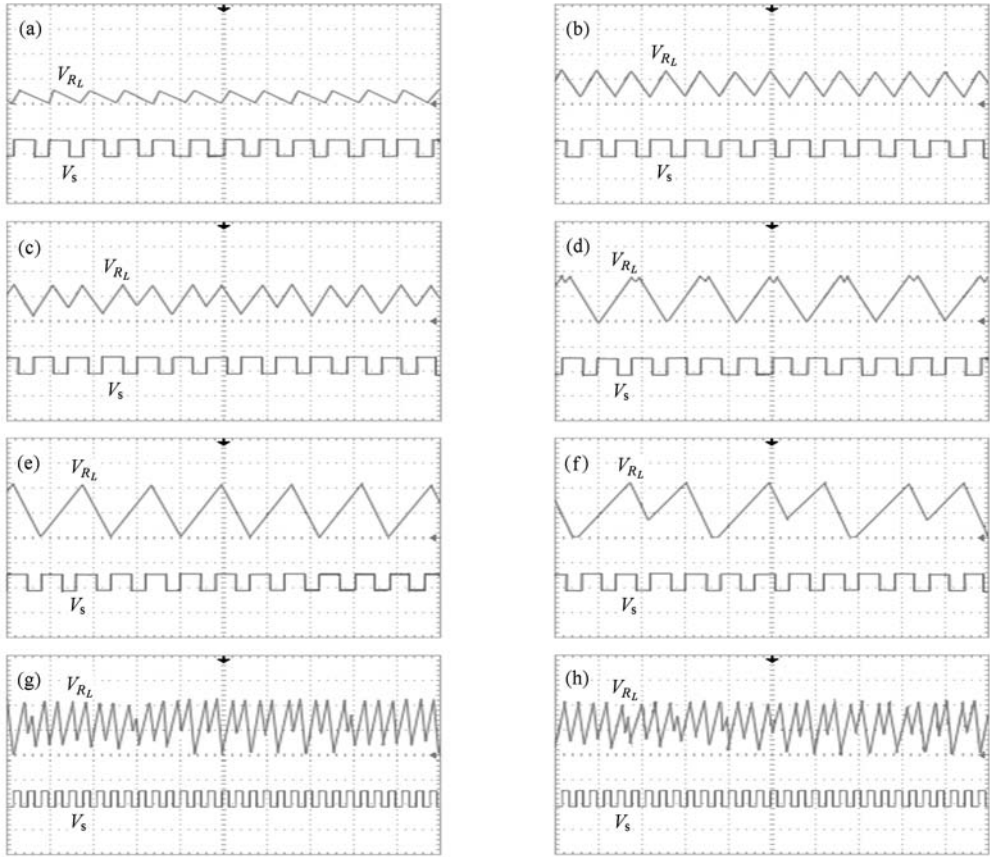 (a)
V_{R_L}
V_s
(b)
V_{R_L}
V_s
(c)
V_{R_L}
V_s
(d)
V_{R_L}
V_s
(e)
V_{R_L}
V_s
(f)
V_{R_L}
V_s
(g)
V_{R_L}
V_s
(h)
V_{R_L}
V_s